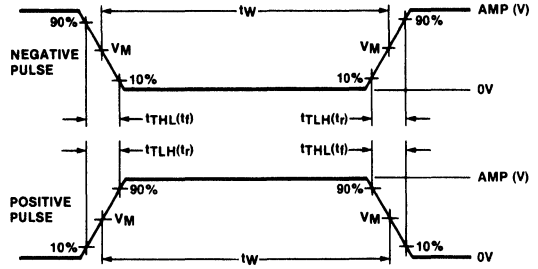 tW
90%
90%
AMP (V)
NEGATIVE
PULSE
VM
VM
10%
10%
0V
tTHL(tf)
tTLH(tr)
tTLH(tr)
tTHL(tf)
AMP (V)
90%
90%
POSITIVE
PULSE
VM
VM
10%
10%
0V
tW